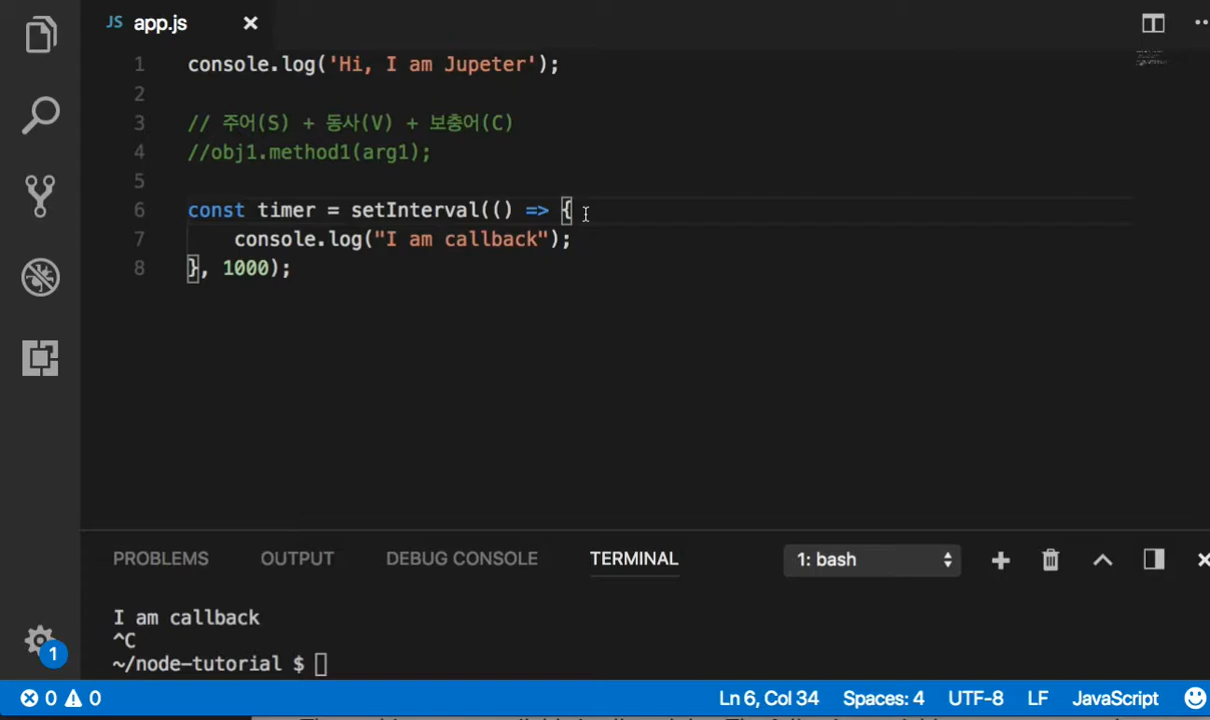 JS app.js
1 console.log('Hi, I am Jupeter');
2
3 // 주어(S) + 동사(V) + 보충어(C)
4 //obj1.method1(arg1);
5
6 const timer = setInterval(() => {
7 console.log("I am callback");
8 }, 1000);
PROBLEMS OUTPUT DEBUG CONSOLE TERMINAL 1: bash
I am callback
^C
~/node-tutorial $
1
0 0 Ln 6, Col 34 Spaces: 4 UTF-8 LF JavaScript